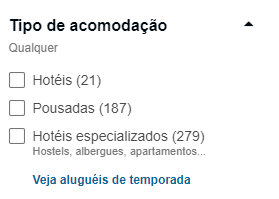 Tipo de acomodação
Qualquer
Hotéis (21)
Pousadas (187)
Hotéis especializados (279)
Hostels, albergues, apartamentos...
Veja aluguéis de temporada